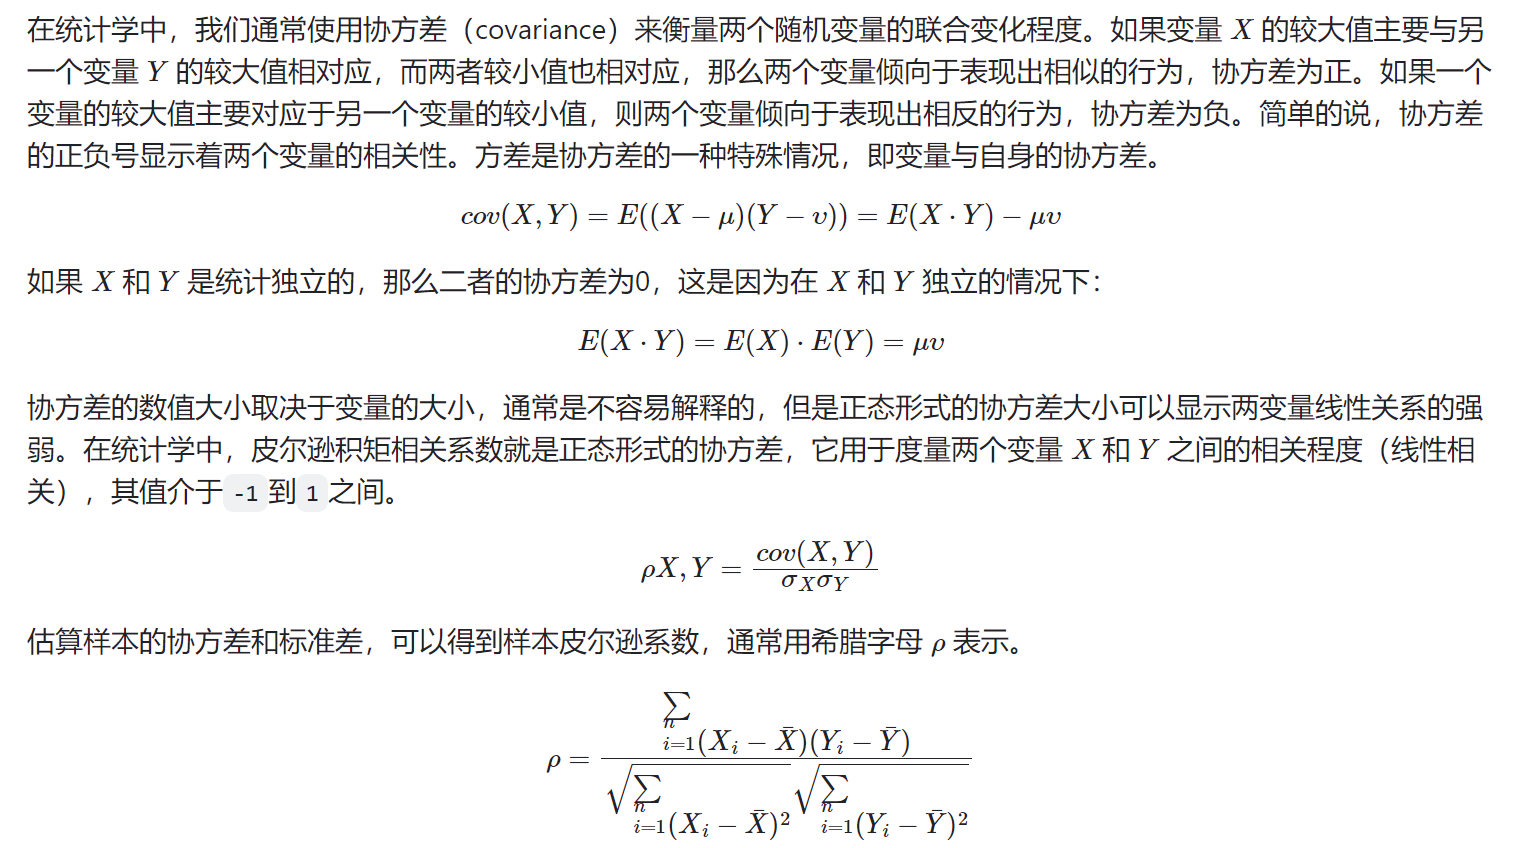 在统计学中，我们通常使用协方差（covariance）来衡量两个随机变量的联合变化程度。如果变量 X 的较大值主要与另
一个变量 Y 的较大值相对应，而两者较小值也相对应，那么两个变量倾向于表现出相似的行为，协方差为正。如果一个
变量的较大值主要对应于另一个变量的较小值，则两个变量倾向于表现出相反的行为，协方差为负。简单的说，协方差
的正负号显示着两个变量的相关性。方差是协方差的一种特殊情况，即变量与自身的协方差。
cov(X, Y) = E((X − μ)(Y − υ)) = E(X · Y) − μυ
如果 X 和 Y 是统计独立的，那么二者的协方差为0，这是因为在 X 和 Y 独立的情况下：
E(X · Y) = E(X) · E(Y) = μυ
协方差的数值大小取决于变量的大小，通常是不容易解释的，但是正态形式的协方差大小可以显示两变量线性关系的强
弱。在统计学中，皮尔逊积矩相关系数就是正态形式的协方差，它用于度量两个变量 X 和 Y 之间的相关程度（线性相
关），其值介于 -1 到 1 之间。
ρX, Y = \frac{cov(X, Y)}{σ_X σ_Y}
估算样本的协方差和标准差，可以得到样本皮尔逊系数，通常用希腊字母 ρ 表示。
ρ = \frac{\sum_{n \\ i=1}(X_i − \bar{X})(Y_i − \bar{Y})}{\sqrt{\sum_{n \\ i=1}(X_i − \bar{X})^2} \sqrt{\sum_{n \\ i=1}(Y_i − \bar{Y})^2}}